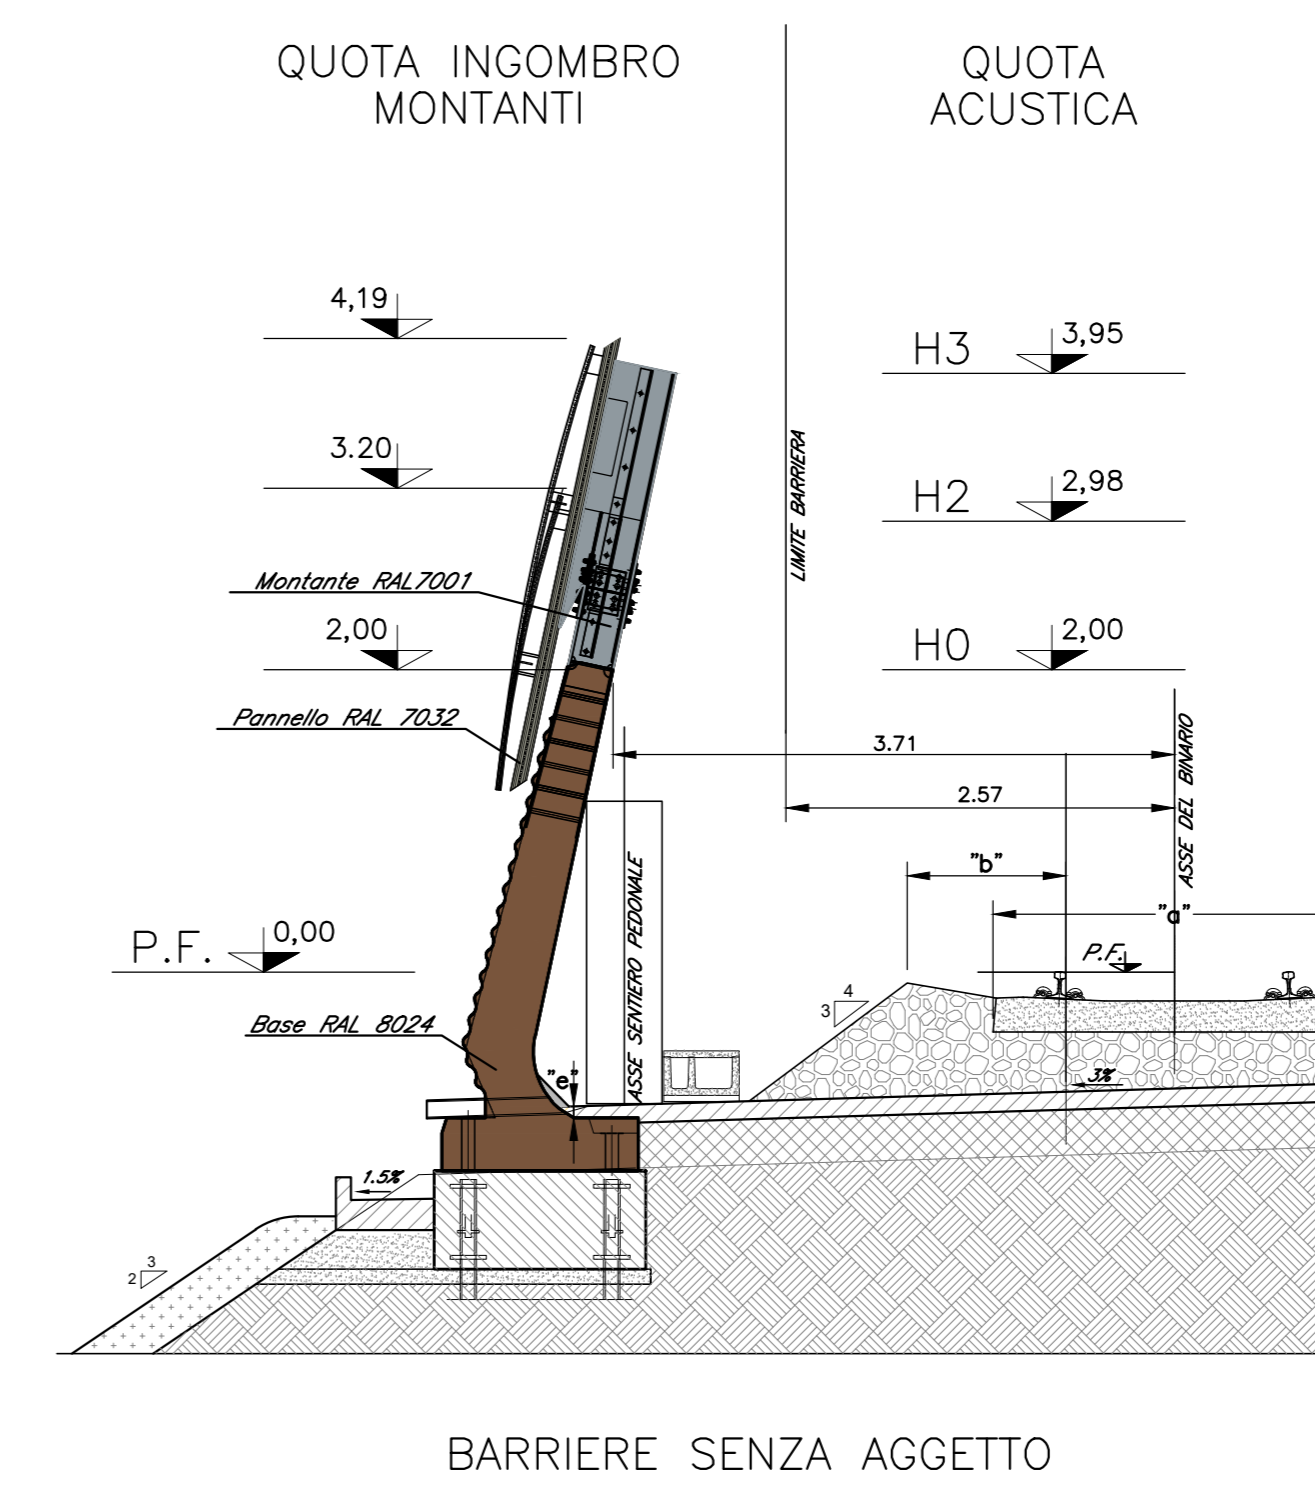 QUOTA INGOMBRO
MONTANTI
QUOTA
ACUSTICA
4,19
H3 3,95
3.20
H2 2,98
LIMITE BARRIERA
Montante RAL7001
2,00
H0 2,00
Pannello RAL 7032
3.71
2.57
ASSE DEL BINARIO
"b"
"a"
P.F. 0,00
P.F.
ASSE SENTIERO PEDONALE
4
3
Base RAL 8024
"e"
3%
1.5%
3
2
BARRIERE SENZA AGGETTO